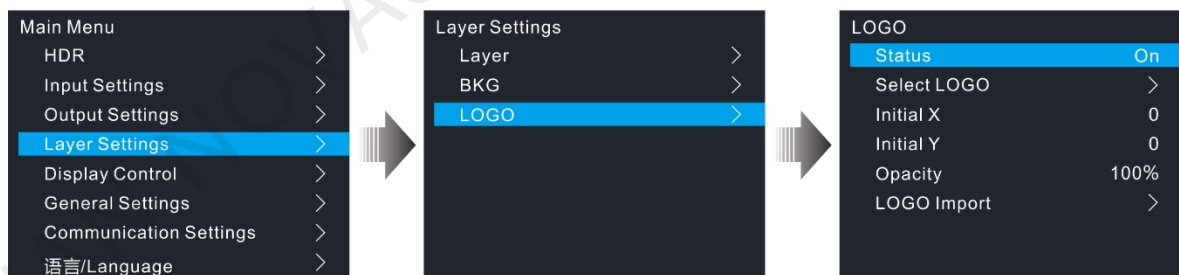 Main Menu
HDR
Input Settings
Output Settings
Layer Settings
Display Control
General Settings
Communication Settings
语言/Language
Layer Settings
Layer
BKG
LOGO
LOGO
Status On
Select LOGO
Initial X 0
Initial Y 0
Opacity 100%
LOGO Import